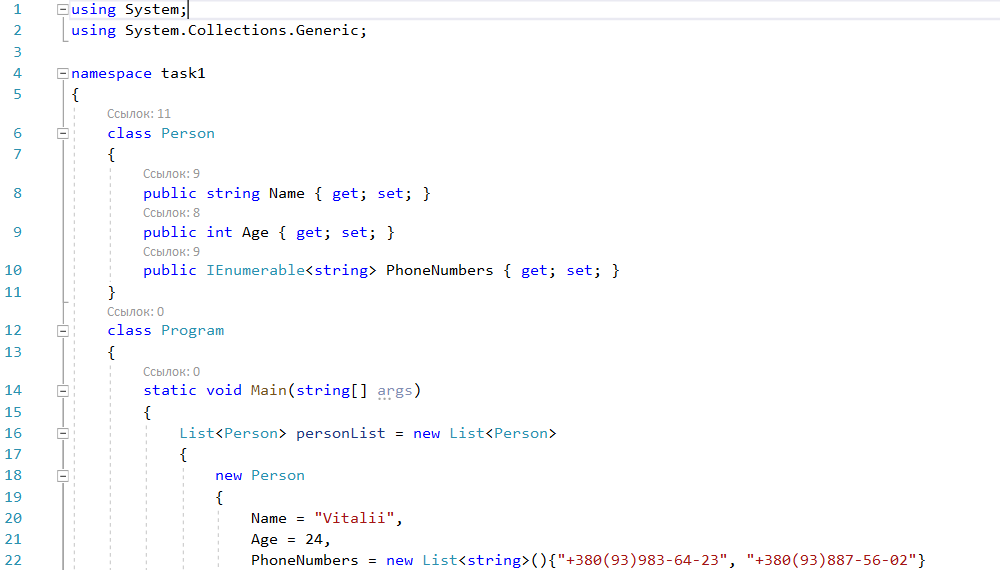 1 using System;
2 using System.Collections.Generic;
3
4 namespace task1
5 {
Ссылок: 11
6 class Person
7 {
Ссылок: 9
8 public string Name { get; set; }
Ссылок: 8
9 public int Age { get; set; }
Ссылок: 9
10 public IEnumerable<string> PhoneNumbers { get; set; }
11 }
Ссылок: 0
12 class Program
13 {
Ссылок: 0
14 static void Main(string[] args)
15 {
16 List<Person> personList = new List<Person>
17 {
18 new Person
19 {
20 Name = "Vitalii",
21 Age = 24,
22 PhoneNumbers = new List<string>(){"+380(93)983-64-23", "+380(93)887-56-02"}